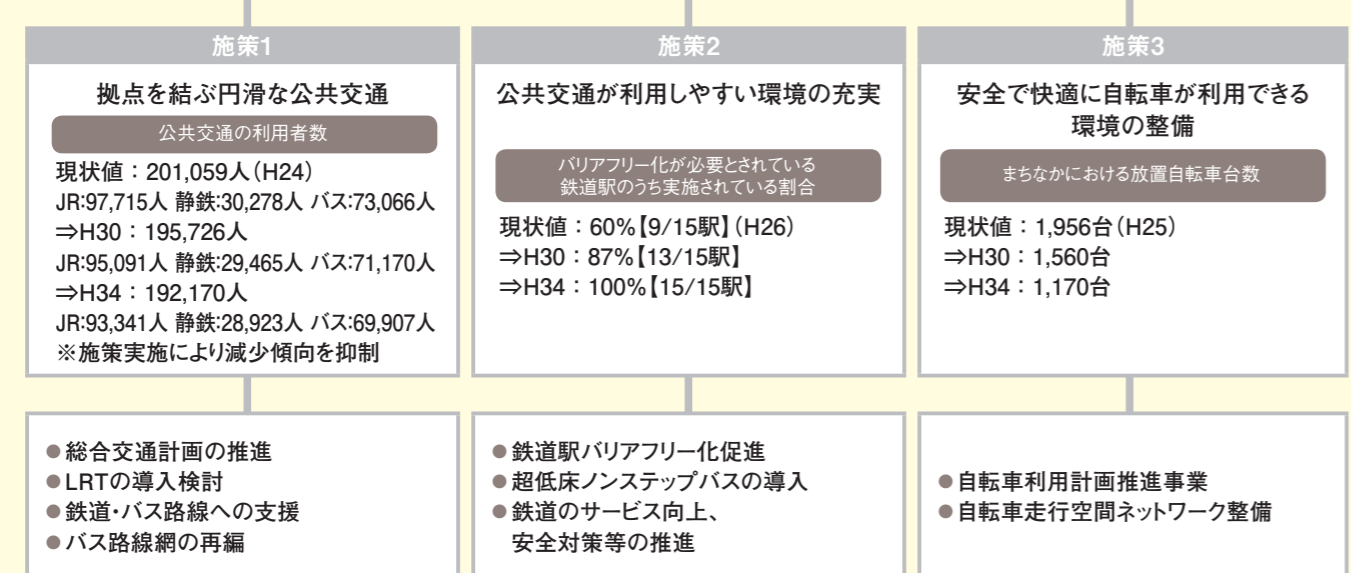 施策1
拠点を結ぶ円滑な公共交通
公共交通の利用者数
現状値：201,059人（H24）
JR:97,715人 静鉄:30,278人 バス:73,066人
⇒H30：195,726人
JR:95,091人 静鉄:29,465人 バス:71,170人
⇒H34：192,170人
JR:93,341人 静鉄:28,923人 バス:69,907人
※施策実施により減少傾向を抑制
●総合交通計画の推進
●LRTの導入検討
●鉄道・バス路線への支援
●バス路線網の再編
施策2
公共交通が利用しやすい環境の充実
バリアフリー化が必要とされている
鉄道駅のうち実施されている割合
現状値：60%【9/15駅】（H26）
⇒H30：87%【13/15駅】
⇒H34：100%【15/15駅】
●鉄道駅バリアフリー化促進
●超低床ノンステップバスの導入
●鉄道のサービス向上、
安全対策等の推進
施策3
安全で快適に自転車が利用できる
環境の整備
まちなかにおける放置自転車台数
現状値：1,956台（H25）
⇒H30：1,560台
⇒H34：1,170台
●自転車利用計画推進事業
●自転車走行空間ネットワーク整備